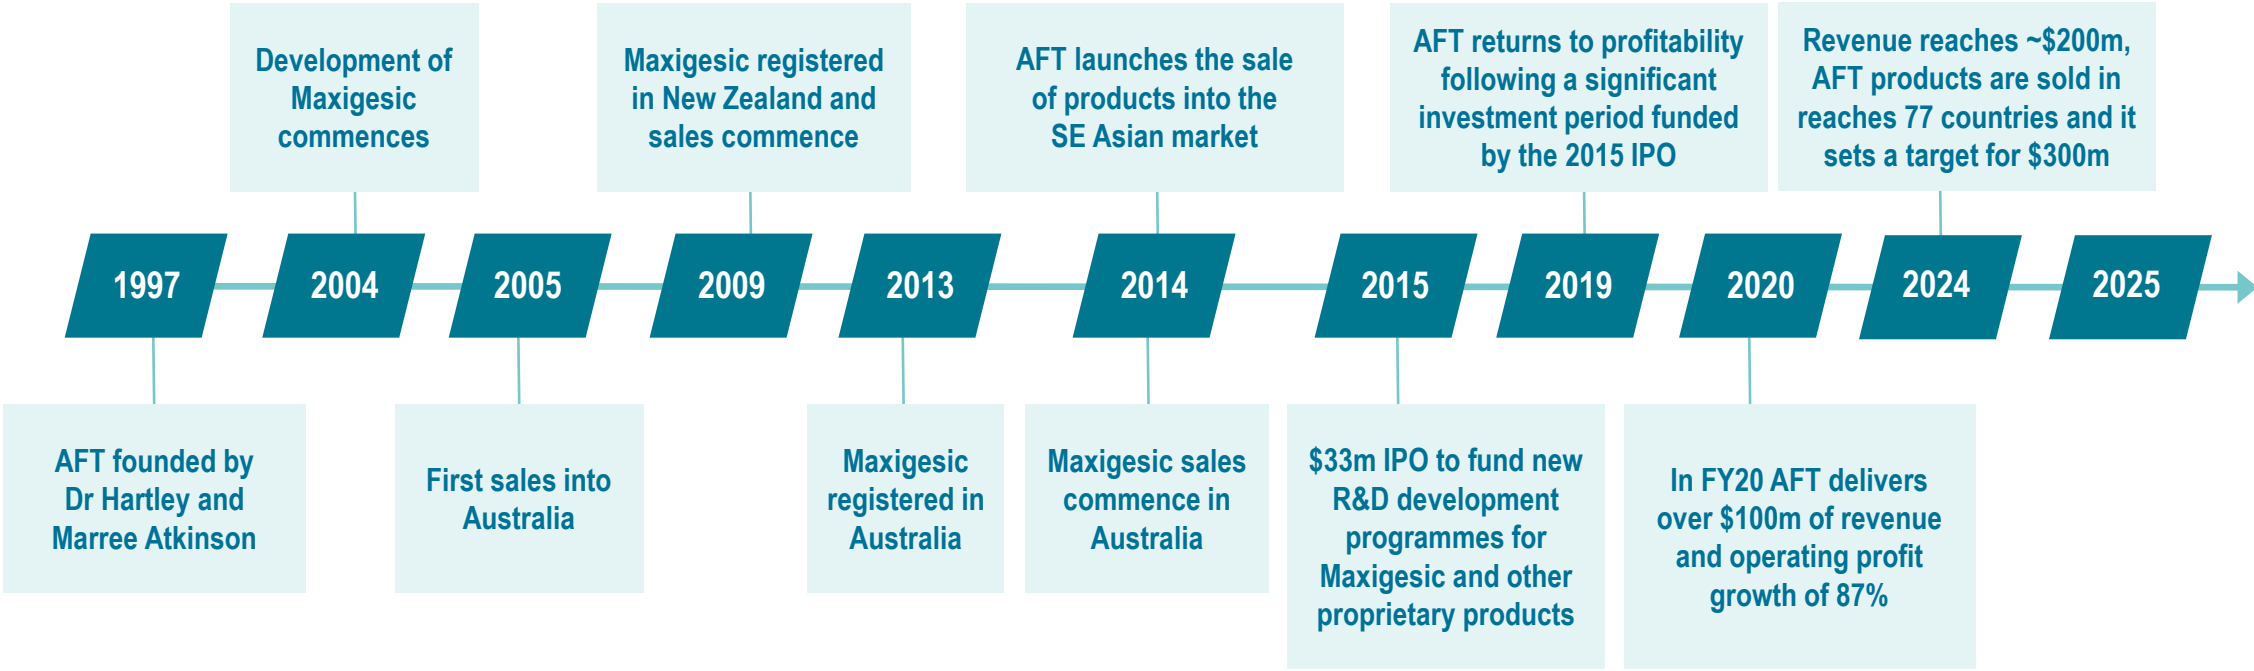 Development of
Maxigesic
commences
Maxigesic registered
in New Zealand and
sales commence
AFT launches the sale
of products into the
SE Asian market
AFT returns to profitability
following a significant
investment period funded
by the 2015 IPO
Revenue reaches ~$200m,
AFT products are sold in
reaches 77 countries and it
sets a target for $300m
1997
2004
2005
2009
2013
2014
2015
2019
2020
2024
2025
AFT founded by
Dr Hartley and
Marree Atkinson
First sales into
Australia
Maxigesic
registered in
Australia
Maxigesic sales
commence in
Australia
$33m IPO to fund new
R&D development
programmes for
Maxigesic and other
proprietary products
In FY20 AFT delivers
over $100m of revenue
and operating profit
growth of 87%